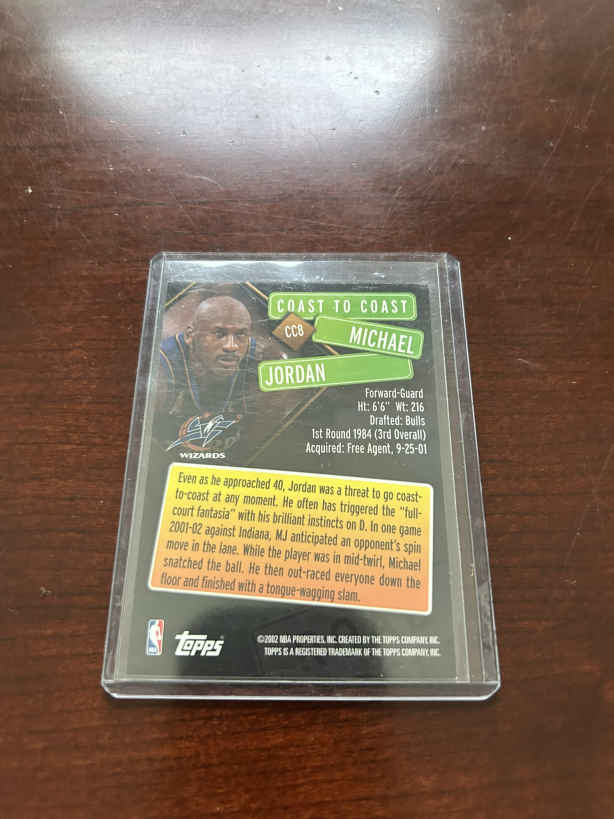 COAST TO COAST
CC8
MICHAEL
JORDAN
Forward-Guard
Ht: 6'6" Wt: 216
Drafted: Bulls
1st Round 1984 (3rd Overall)
Acquired: Free Agent, 9-25-01
WIZARDS
Even as he approached 40, Jordan was a threat to go coast-
to-coast at any moment. He often has triggered the "full-
court fantasia" with his brilliant instincts on D. In one game
2001-02 against Indiana, MJ anticipated an opponent's spin
move in the lane. While the player was in mid-twirl, Michael
snatched the ball. He then out-raced everyone down the
floor and finished with a tongue-wagging slam.
Topps
©2002 NBA PROPERTIES, INC. CREATED BY THE TOPPS COMPANY, INC.
TOPPS IS A REGISTERED TRADEMARK OF THE TOPPS COMPANY, INC.